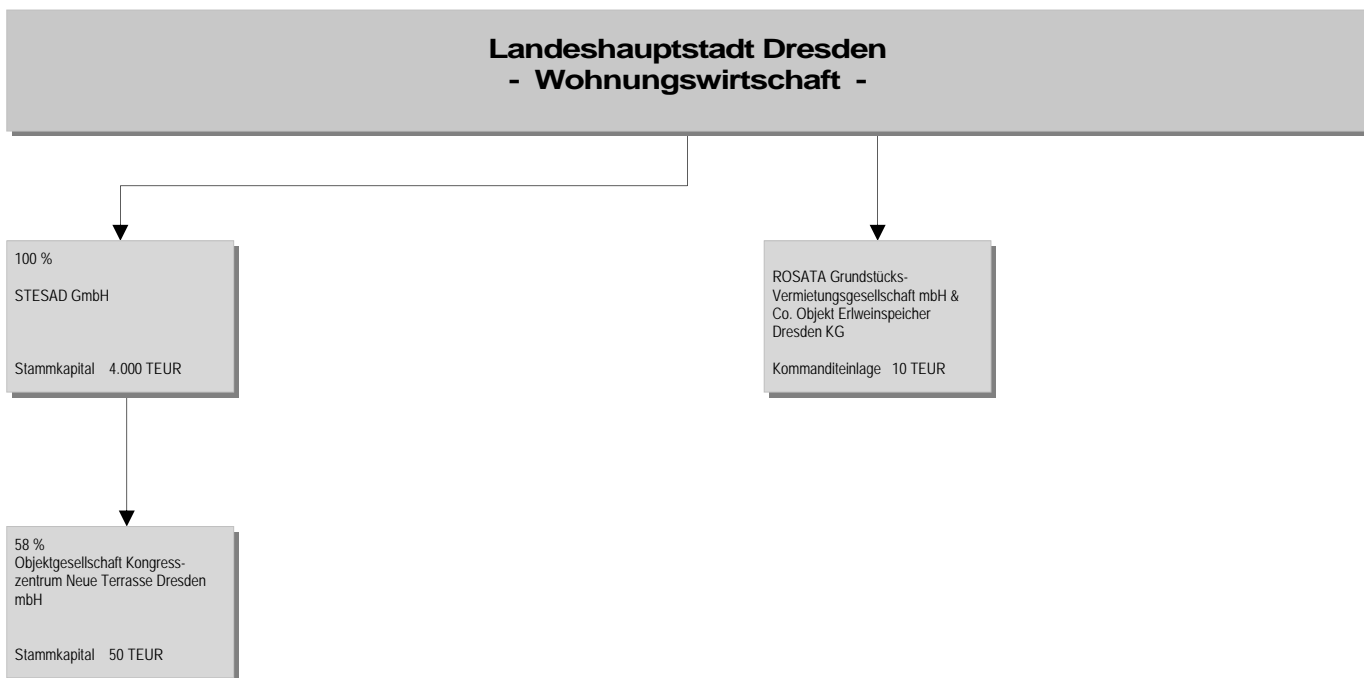 Landeshauptstadt Dresden
- Wohnungswirtschaft -
100 %
STESAD GmbH
Stammkapital 4.000 TEUR
ROSATA Grundstücks-
Vermietungsgesellschaft mbH &
Co. Objekt Erlweinspeicher
Dresden KG
Kommanditeinlage 10 TEUR
58 %
Objektgesellschaft Kongress-
zentrum Neue Terrasse Dresden
mbH
Stammkapital 50 TEUR